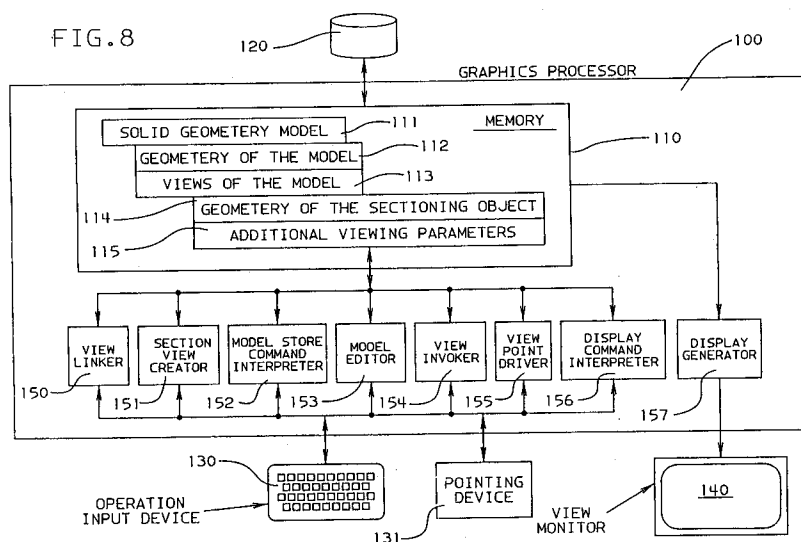 FIG.8
120
GRAPHICS PROCESSOR
100
MEMORY
110
SOLID GEOMETERY MODEL
111
GEOMETERY OF THE MODEL
112
VIEWS OF THE MODEL
113
114
GEOMETERY OF THE SECTIONING OBJECT
115
ADDITIONAL VIEWING PARAMETERS
VIEW
LINKER
150
SECTION
VIEW
CREATOR
151
MODEL STORE
COMMAND
INTERPRETER
152
MODEL
EDITOR
153
VIEW
INVOKER
154
VIEW
POINT
DRIVER
155
DISPLAY
COMMAND
INTERPRETER
156
DISPLAY
GENERATOR
157
130
OPERATION
INPUT DEVICE
POINTING
DEVICE
131
VIEW
MONITOR
140